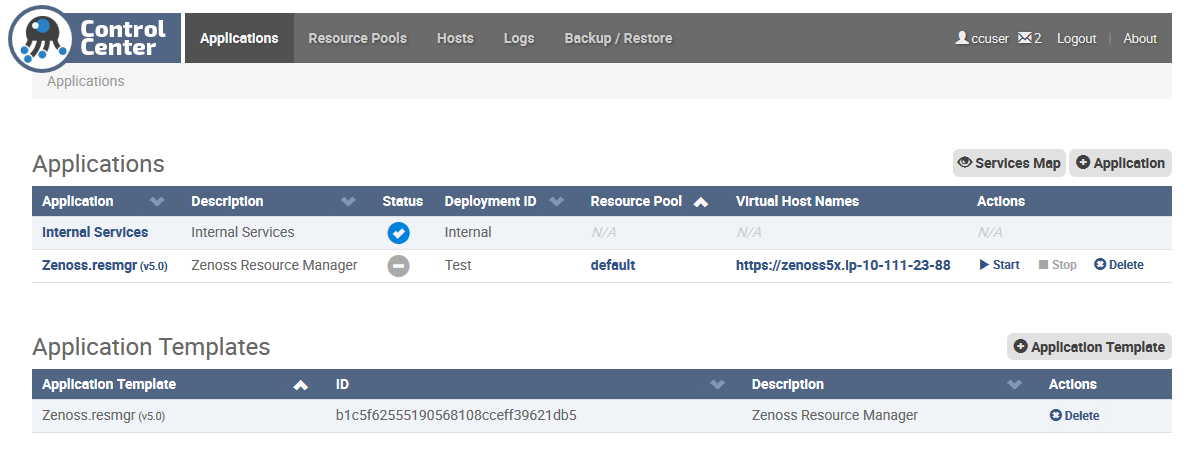 Control Center
Applications Resource Pools Hosts Logs Backup / Restore ccuser 2 Logout | About
Applications
Applications Services Map Application
Application Description Status Deployment ID Resource Pool Virtual Host Names Actions
Internal Services Internal Services Internal N/A N/A N/A
Zenoss.resmgr (v5.0) Zenoss Resource Manager Test default https://zenoss5x.ip-10-111-23-88 Start Stop Delete
Application Templates Application Template
Application Template ID Description Actions
Zenoss.resmgr (v5.0) b1c5f62555190568108cceff39621db5 Zenoss Resource Manager Delete